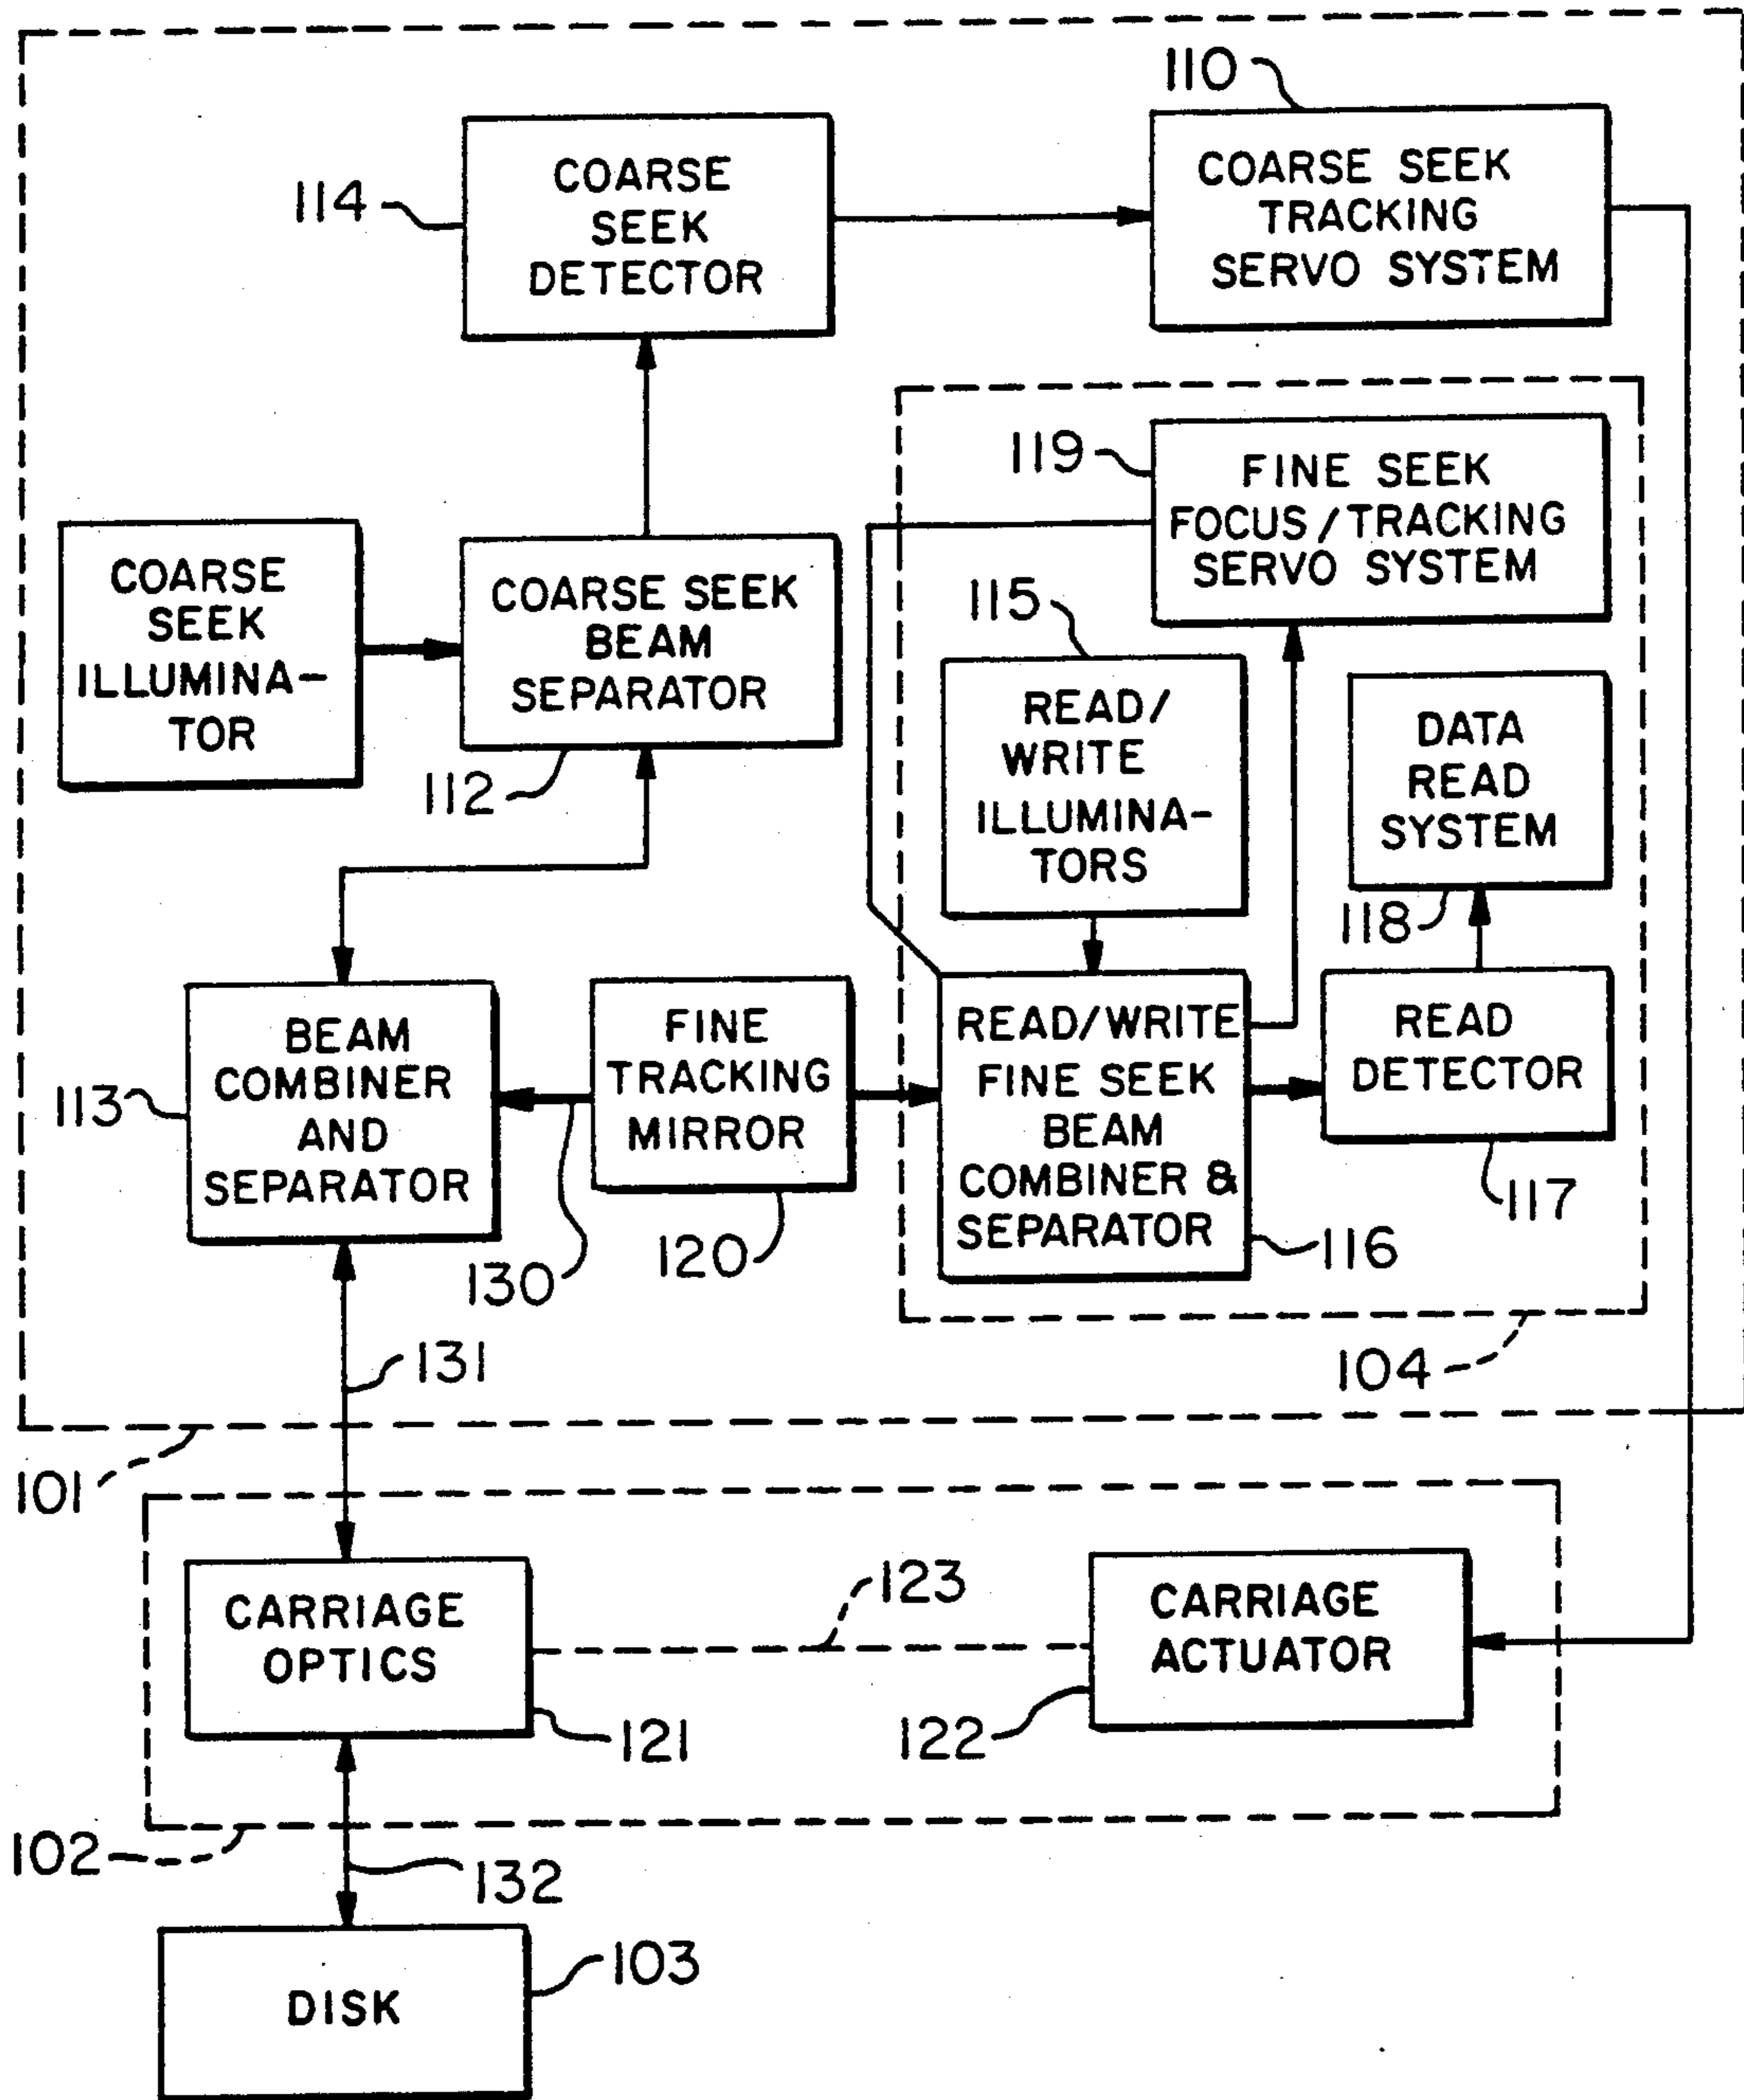 110
COARSE
SEEK
DETECTOR
114
COARSE SEEK
TRACKING
SERVO SYSTEM
119
FINE SEEK
FOCUS/TRACKING
SERVO SYSTEM
COARSE
SEEK
ILLUMINA-
TOR
COARSE SEEK
BEAM
SEPARATOR
112
115
READ/
WRITE
ILLUMINA-
TORS
DATA
READ
SYSTEM
118
BEAM
COMBINER
AND
SEPARATOR
113
FINE
TRACKING
MIRROR
130
120
READ/WRITE
FINE SEEK
BEAM
COMBINER &
SEPARATOR
116
READ
DETECTOR
117
131
104
101
CARRIAGE
OPTICS
121
123
CARRIAGE
ACTUATOR
122
102
132
DISK
103